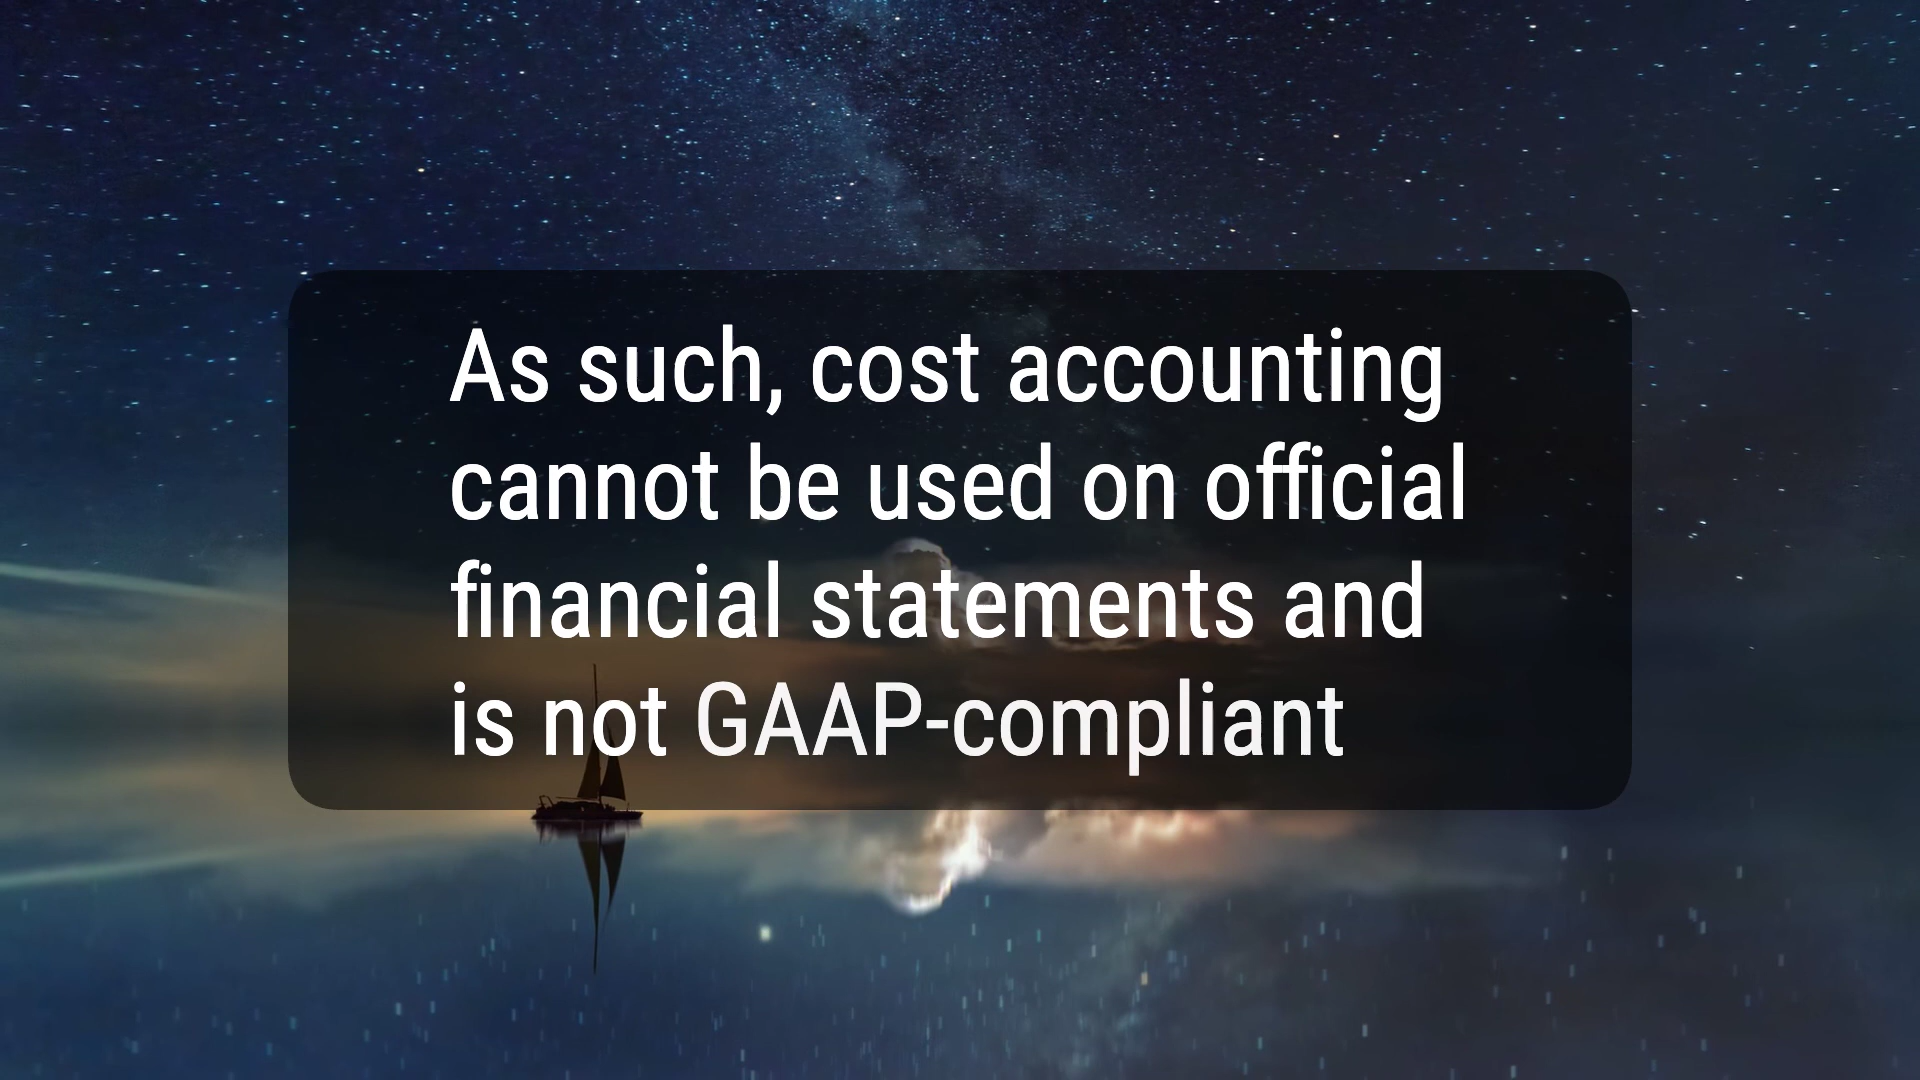 As such, cost accounting
cannot be used on official
financial statements and
is not GAAP-compliant